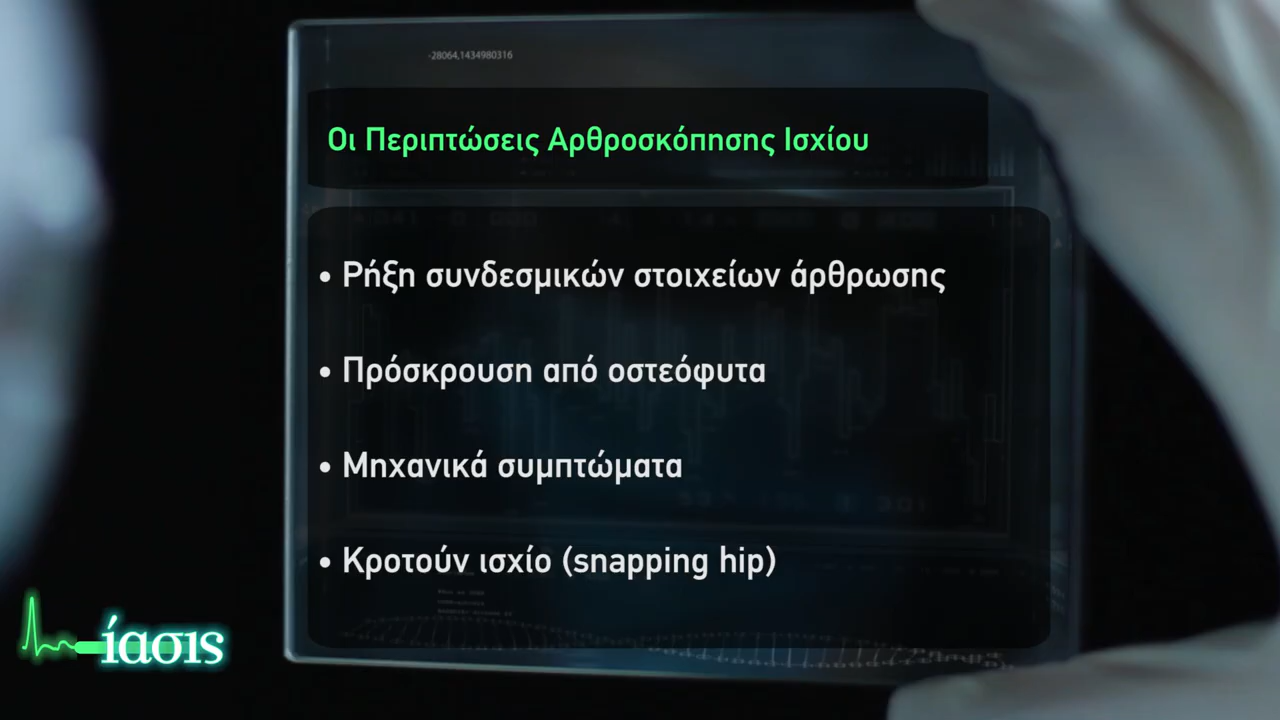 -28064,1434980316
Οι Περιπτώσεις Αρθροσκόπησης Ισχίου
• Ρήξη συνδεσμικών στοιχείων άρθρωσης
• Πρόσκρουση από οστεόφυτα
• Μηχανικά συμπτώματα
• Κροτούν ισχίο (snapping hip)
ίασις